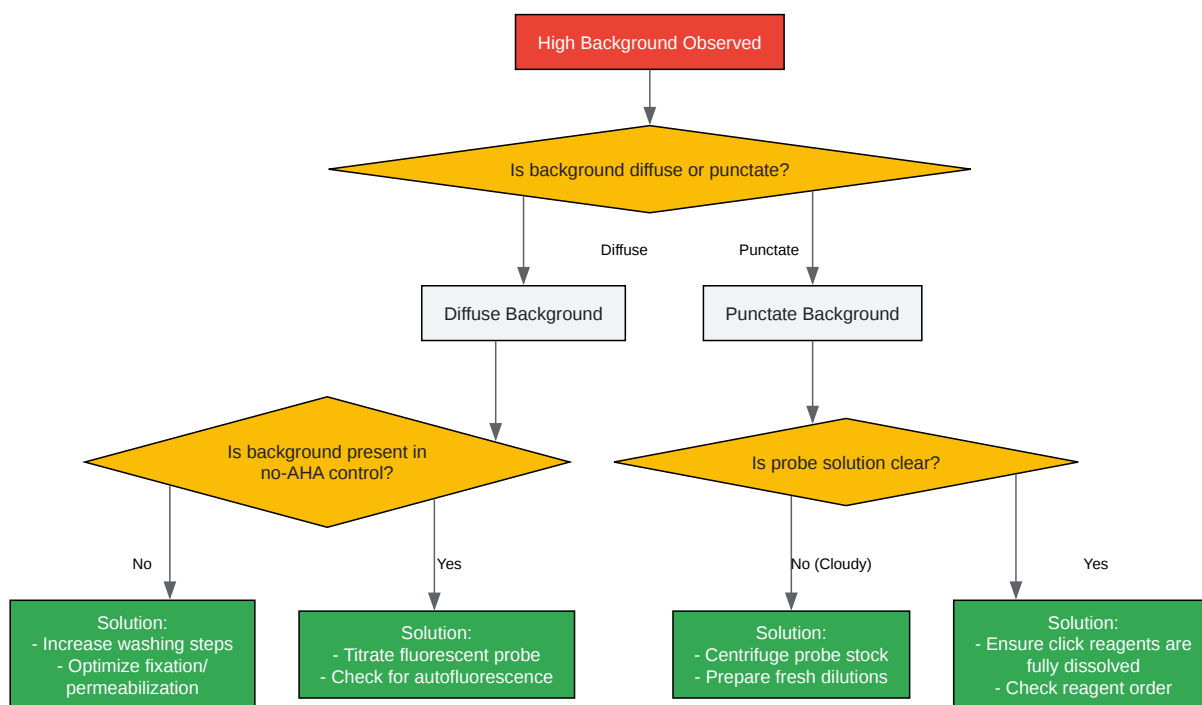 High Background Observed
Is background diffuse or punctate?
Diffuse
Punctate
Diffuse Background
Punctate Background
Is background present in
no-AHA control?
Is probe solution clear?
No
Yes
No (Cloudy)
Yes
Solution:
- Increase washing steps
- Optimize fixation/
permeabilization
Solution:
- Titrate fluorescent probe
- Check for autofluorescence
Solution:
- Centrifuge probe stock
- Prepare fresh dilutions
Solution:
- Ensure click reagents are
fully dissolved
- Check reagent order